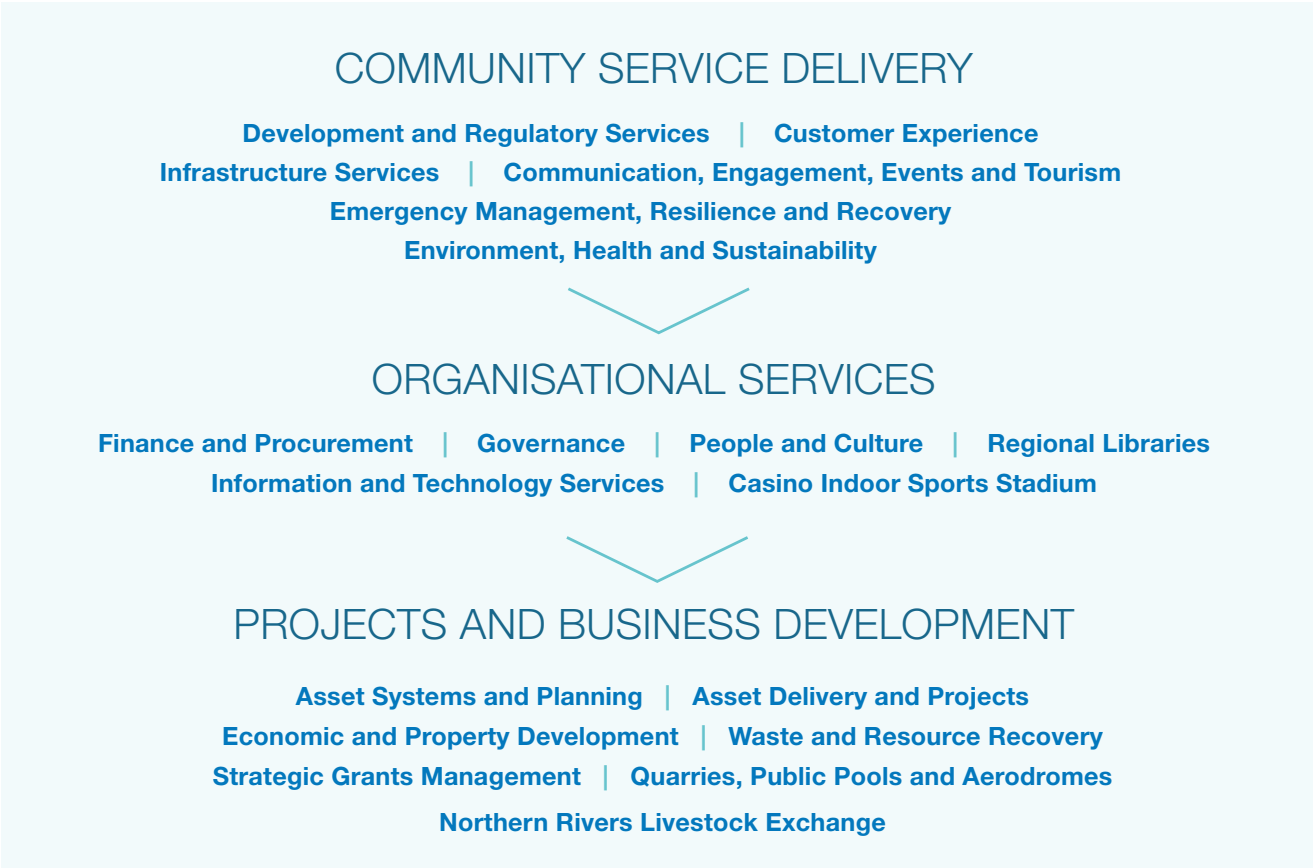 COMMUNITY SERVICE DELIVERY
Development and Regulatory Services | Customer Experience
Infrastructure Services | Communication, Engagement, Events and Tourism
Emergency Management, Resilience and Recovery
Environment, Health and Sustainability
ORGANISATIONAL SERVICES
Finance and Procurement | Governance | People and Culture | Regional Libraries
Information and Technology Services | Casino Indoor Sports Stadium
PROJECTS AND BUSINESS DEVELOPMENT
Asset Systems and Planning | Asset Delivery and Projects
Economic and Property Development | Waste and Resource Recovery
Strategic Grants Management | Quarries, Public Pools and Aerodromes
Northern Rivers Livestock Exchange